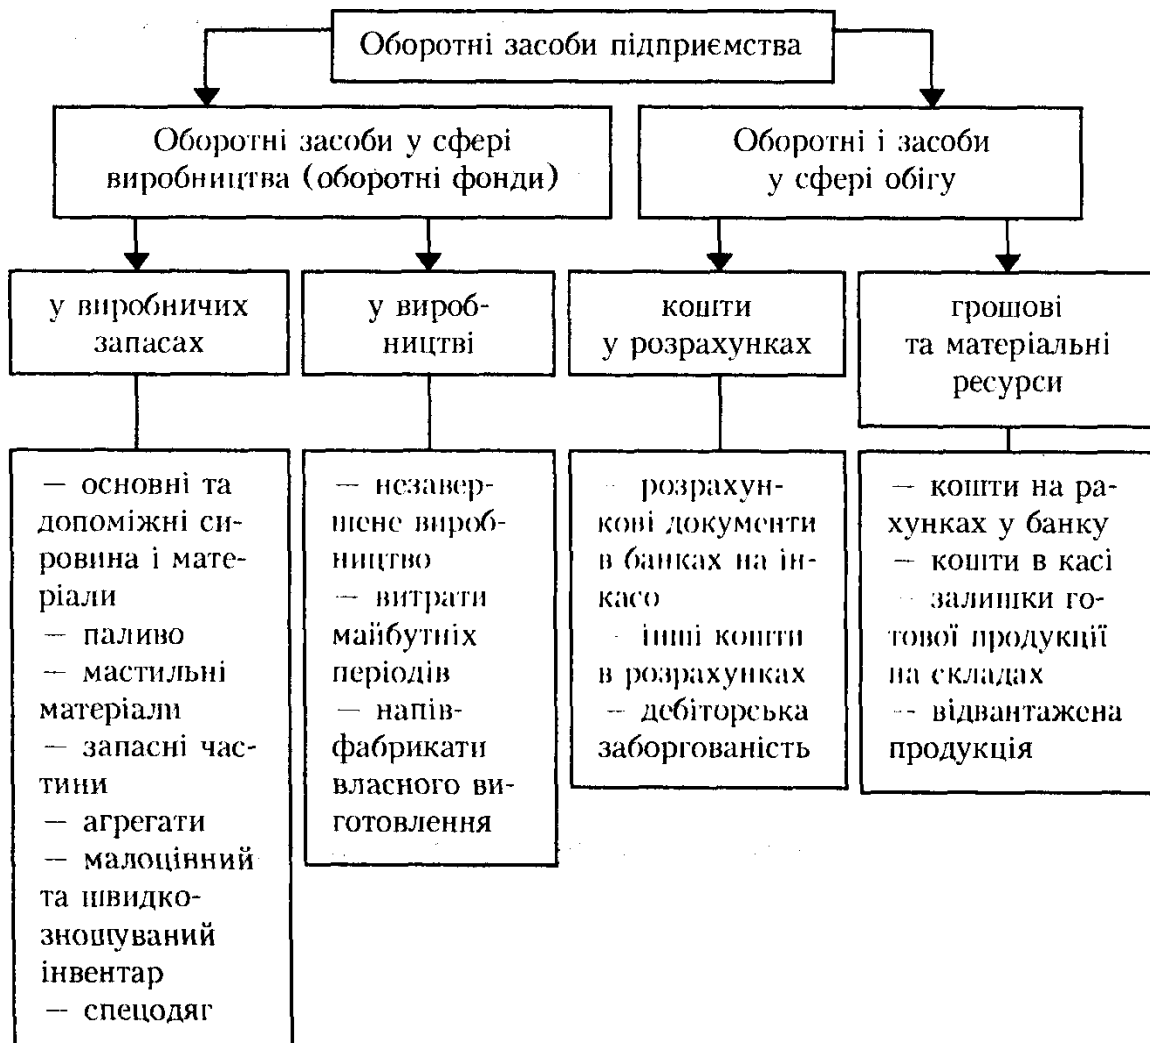 Оборотні засоби підприємства
Оборотні засоби у сфері
виробництва (оборотні фонди)
Оборотні і засоби
у сфері обігу
у виробничих
запасах
у вироб-
ництві
кошти
у розрахунках
грошові
та матеріальні
ресурси
— основні та
допоміжні си-
ровина і мате-
ріали
— паливо
— мастильні
матеріали
— запасні час-
тини
— агрегати
— малоцінний
та швидко-
зношуваний
інвентар
— спецодяг
— незавер-
шене вироб-
ництво
— витрати
майбутніх
періодів
— напів-
фабрикати
власного ви-
готовлення
— розрахун-
кові документи
в банках на ін-
касо
— інші кошти
в розрахунках
— дебіторська
заборгованість
— кошти на ра-
хунках у банку
— кошти в касі
— залишки го-
тової продукції
на складах
— відвантажена
продукція